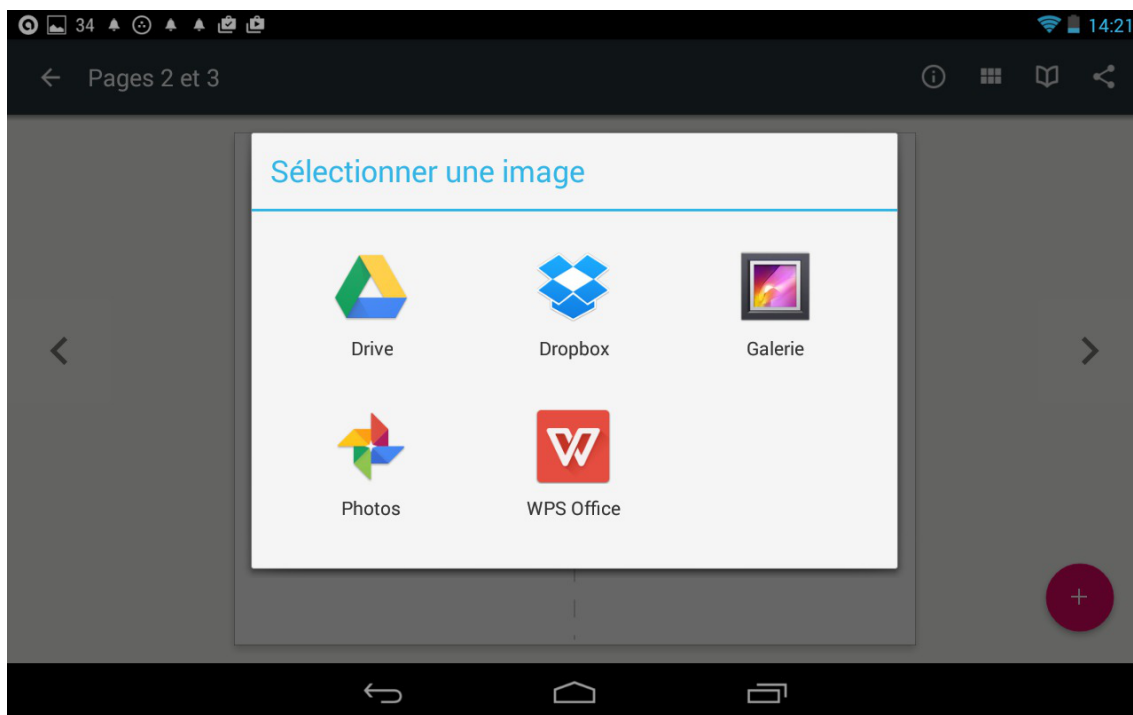 34
14:21
Pages 2 et 3
Sélectionner une image
Drive
Dropbox
Galerie
Photos
WPS Office